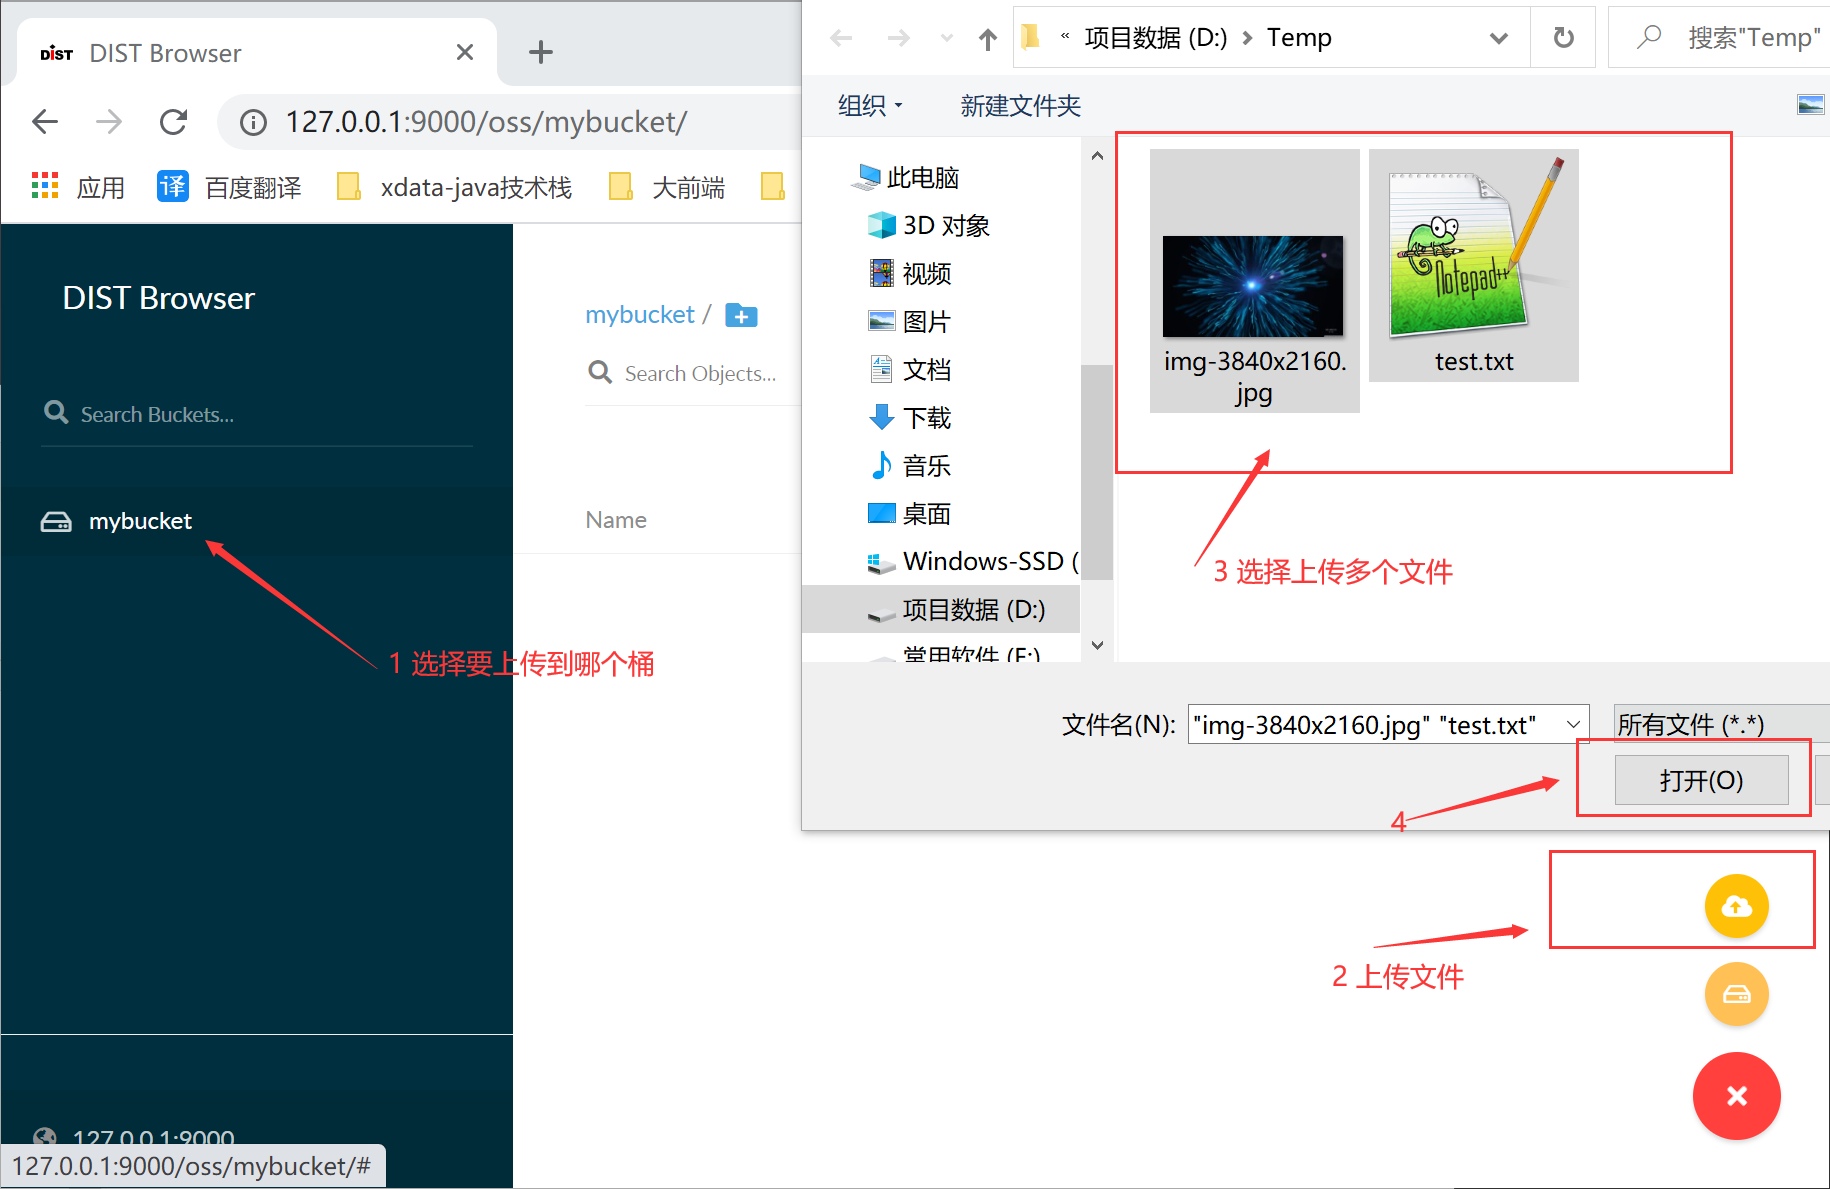 DIST DIST Browser
127.0.0.1:9000/oss/mybucket/
应用 百度翻译 xdata-java技术栈 大前端
译
DIST Browser
Search Buckets...
mybucket
1 选择要上传到哪个桶
127.0.0.1:9000
127.0.0.1:9000/oss/mybucket/#
mybucket /
Search Objects...
Name
« 项目数据 (D:) › Temp
搜索"Temp"
组织 新建文件夹
此电脑
3D 对象
视频
图片
文档
下载
音乐
桌面
Windows-SSD (
项目数据 (D:)
常用软件 (E:)
img-3840x2160.
jpg
Notepad++
test.txt
3 选择上传多个文件
文件名(N): "img-3840x2160.jpg" "test.txt" 所有文件 (*.*)
打开(O)
4
2 上传文件